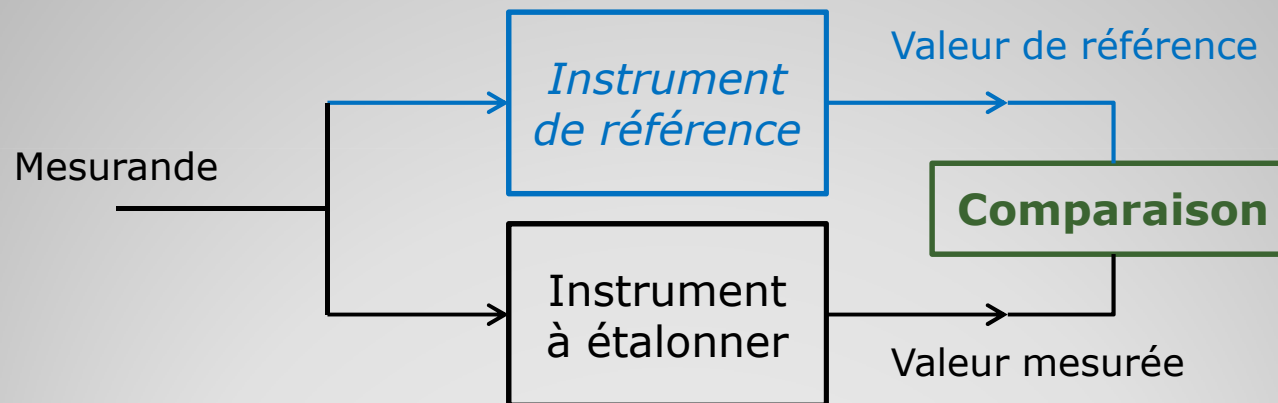 Mesurande
Instrument
de référence
Valeur de référence
Comparaison
Instrument
à étalonner
Valeur mesurée